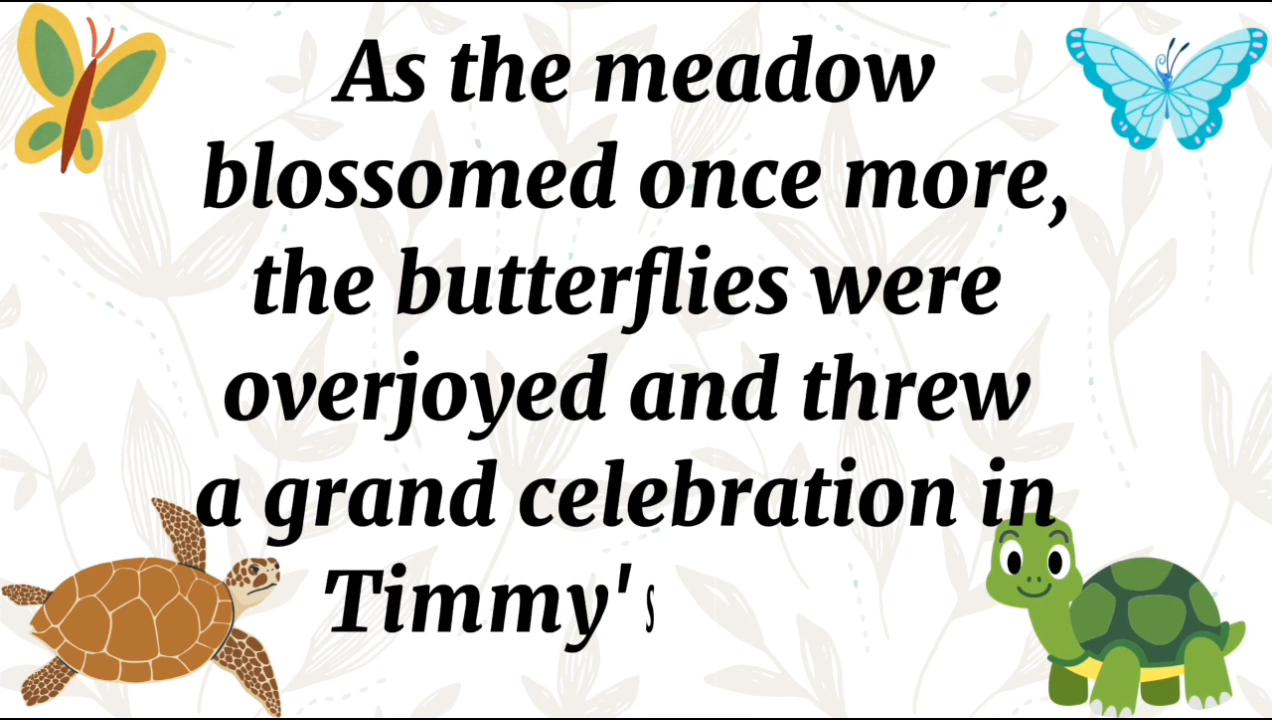 As the meadow
blossomed once more,
the butterflies were
overjoyed and threw
a grand celebration in
Timmy's